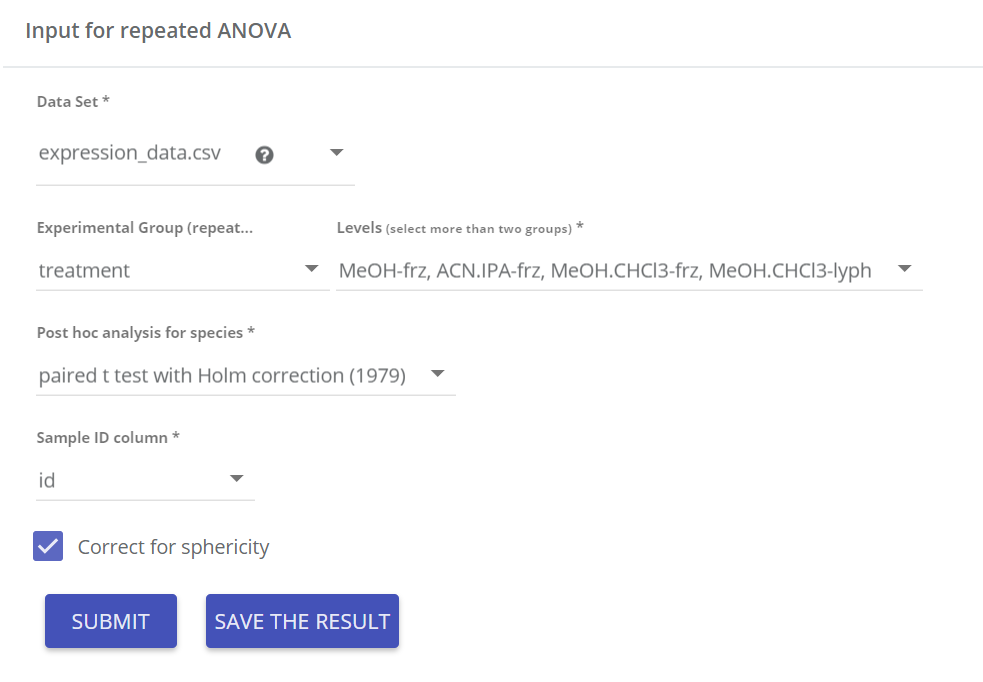 Input for repeated ANOVA
Data Set *
expression_data.csv ?
Experimental Group (repeat... Levels (select more than two groups) *
treatment MeOH-frz, ACN.IPA-frz, MeOH.CHCl3-frz, MeOH.CHCl3-lyph
Post hoc analysis for species *
paired t test with Holm correction (1979)
Sample ID column *
id
Correct for sphericity
SUBMIT SAVE THE RESULT